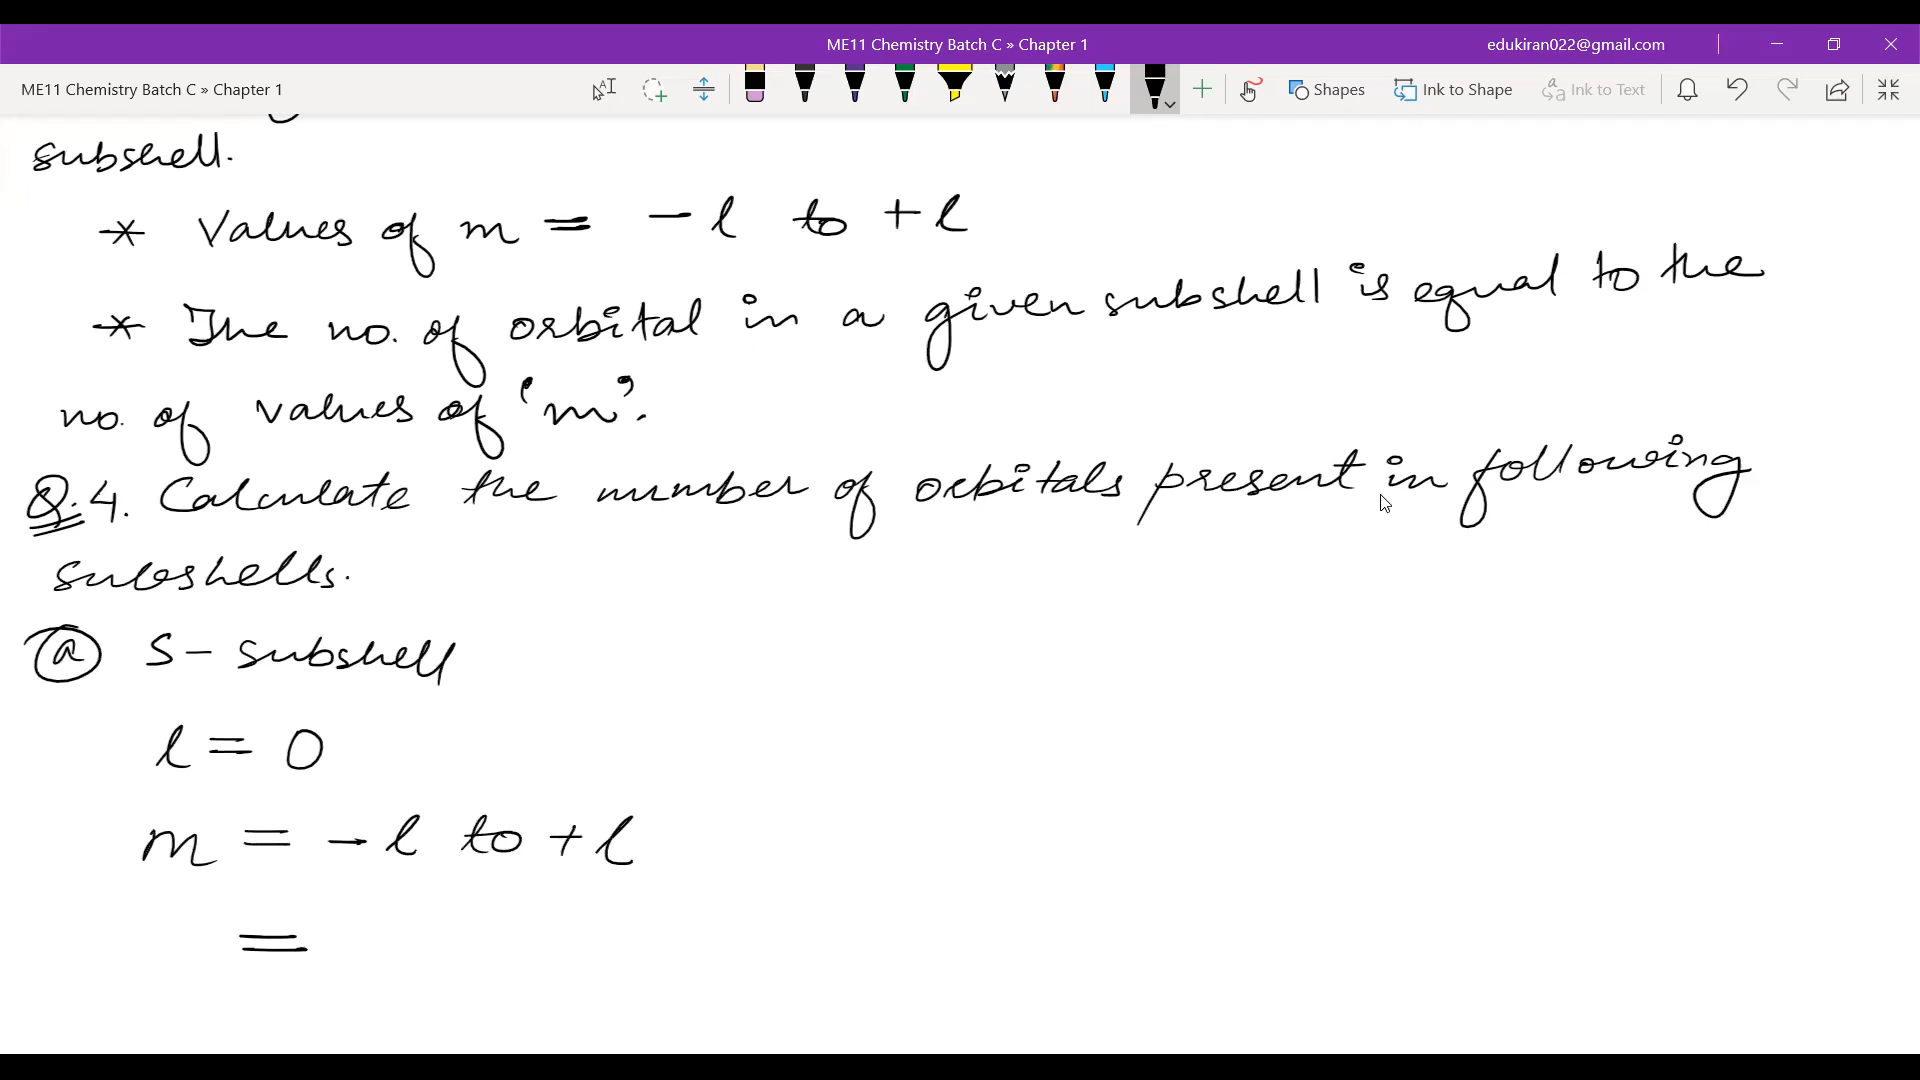 ME11 Chemistry Batch C » Chapter 1
edukiran022@gmail.com
ME11 Chemistry Batch C » Chapter 1
Shapes
Ink to Shape
Ink to Text
subshell.
* Values of m = - l to + l
* The no. of orbital in a given subshell is equal to the
no. of values of ‘m’.
Q.4. Calculate the number of orbitals present in following
subshells.
(a) S - subshell
l = 0
m = - l to + l
=